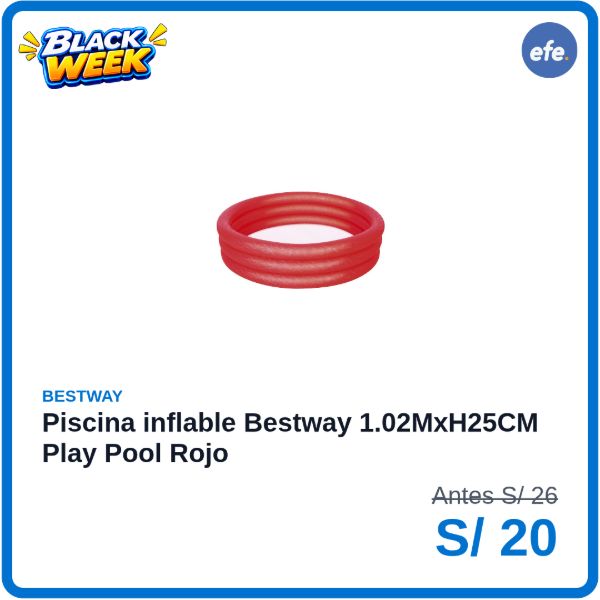 BLACK
WEEK
efe.
BESTWAY
Piscina inflable Bestway 1.02MxH25CM
Play Pool Rojo
Antes S/ 26
S/ 20